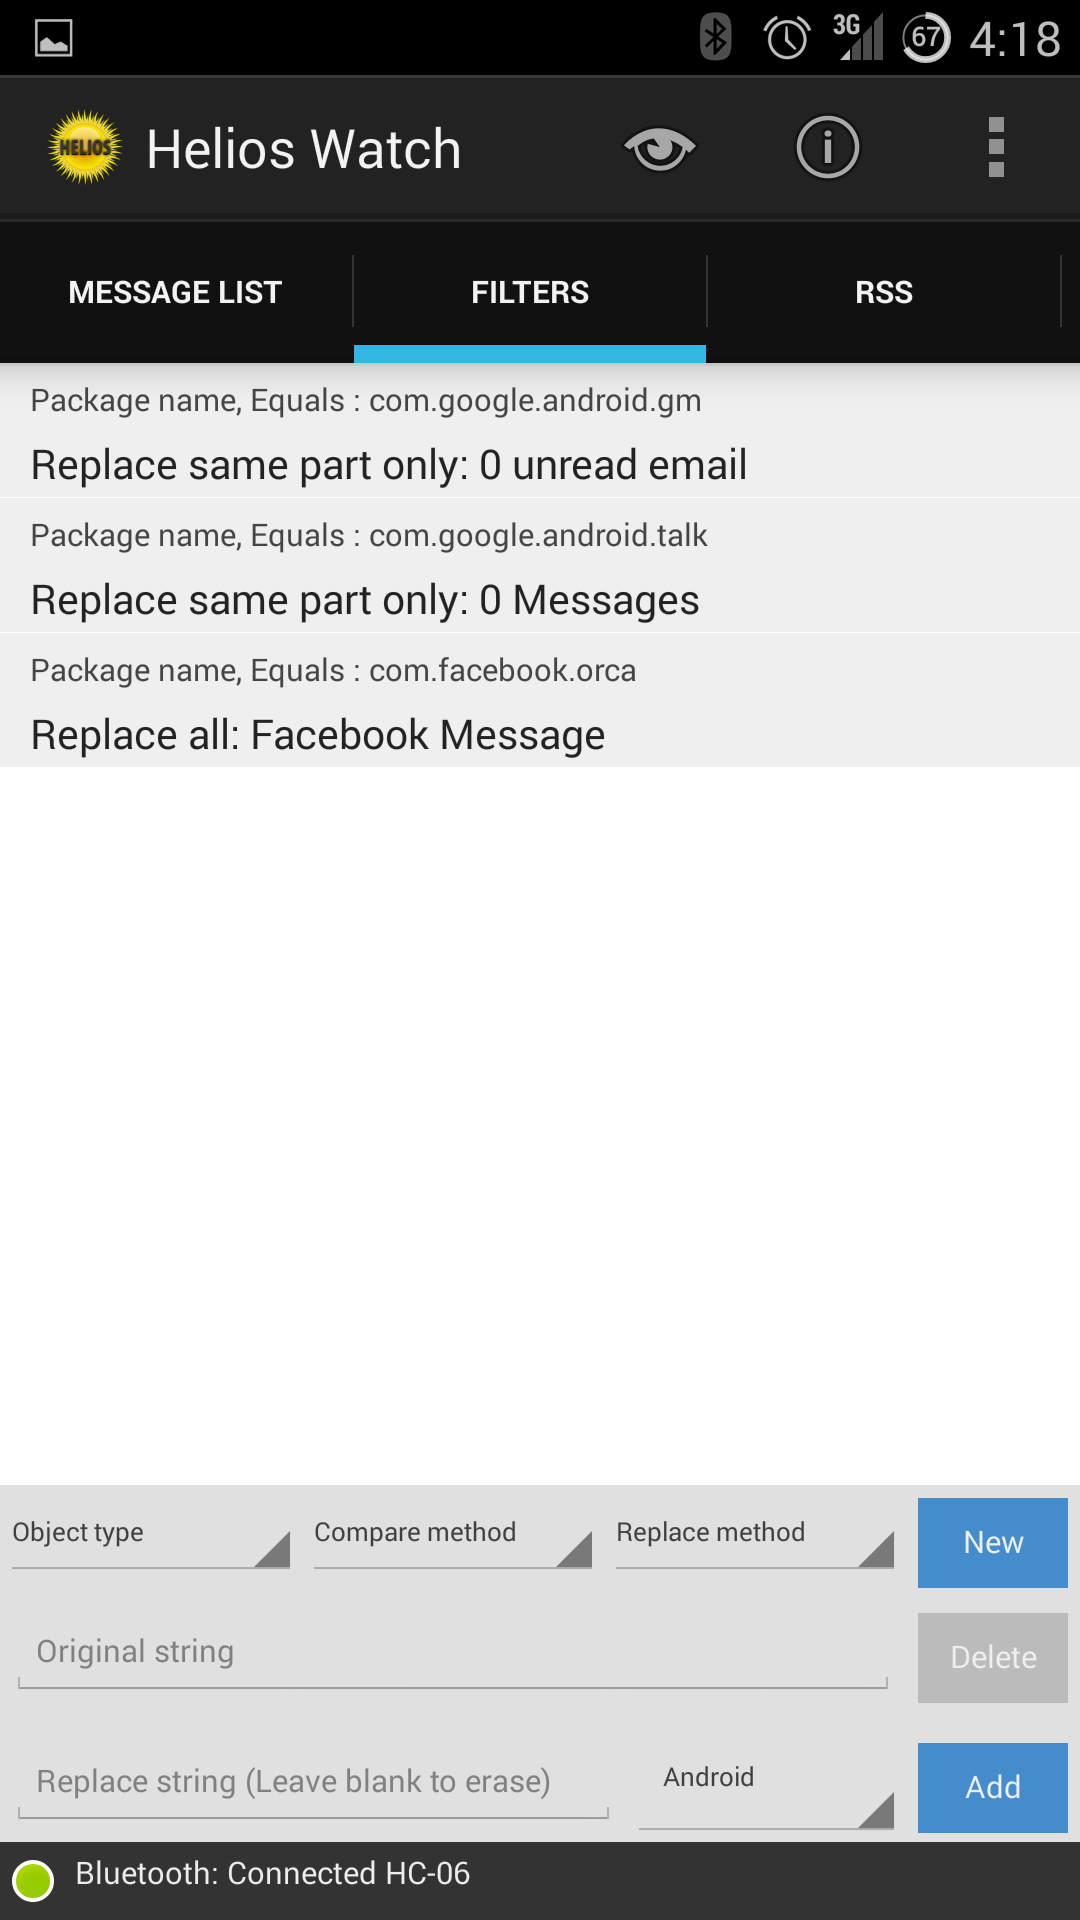 3G 67 4:18
HELIOS Helios Watch
MESSAGE LIST FILTERS RSS
Package name, Equals : com.google.android.gm
Replace same part only: 0 unread email
Package name, Equals : com.google.android.talk
Replace same part only: 0 Messages
Package name, Equals : com.facebook.orca
Replace all: Facebook Message
Object type Compare method Replace method New
Original string Delete
Replace string (Leave blank to erase) Android Add
Bluetooth: Connected HC-06